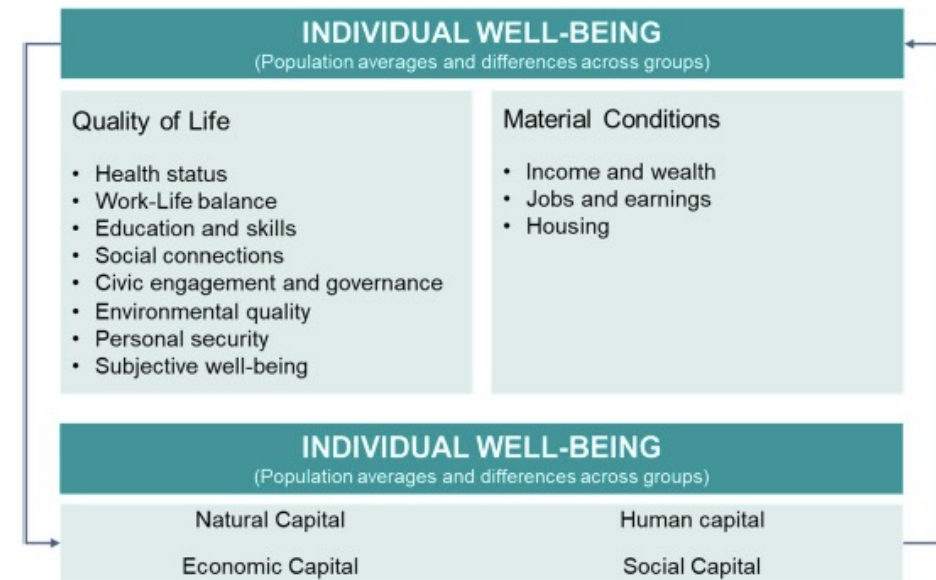 INDIVIDUAL WELL-BEING
(Population averages and differences across groups)
Quality of Life
• Health status
• Work-Life balance
• Education and skills
• Social connections
• Civic engagement and governance
• Environmental quality
• Personal security
• Subjective well-being
Material Conditions
• Income and wealth
• Jobs and earnings
• Housing
INDIVIDUAL WELL-BEING
(Population averages and differences across groups)
Natural Capital
Human capital
Economic Capital
Social Capital